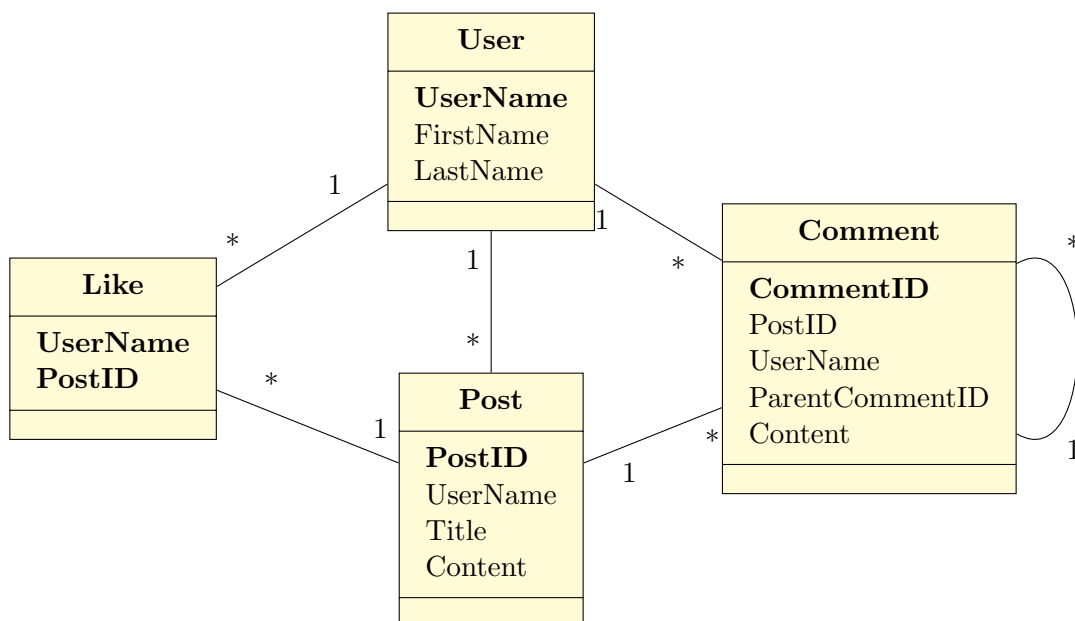 User
UserName
FirstName
LastName
1
*
1
*
1
*
Like
UserName
PostID
*
1
Post
PostID
UserName
Title
Content
1
*
Comment
CommentID
PostID
UserName
ParentCommentID
Content
*
1